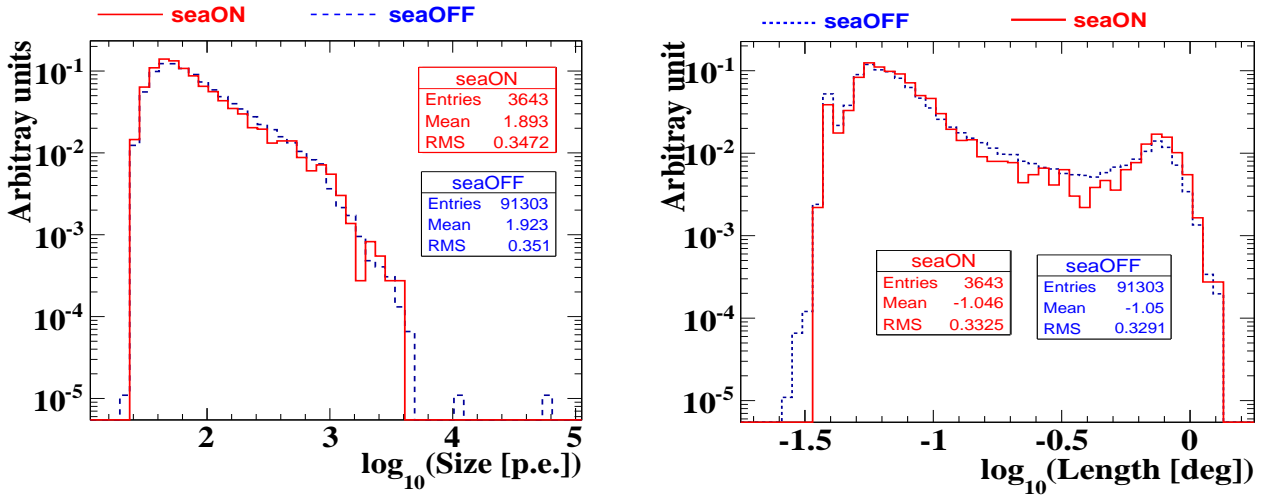 seaON seaOFF
Arbitray units
10^-1
10^-2
10^-3
10^-4
10^-5
seaON
Entries 3643
Mean 1.893
RMS 0.3472
seaOFF
Entries 91303
Mean 1.923
RMS 0.351
2 3 4 5
log10(Size [p.e.])
seaOFF seaON
Arbitray unit
10^-1
10^-2
10^-3
10^-4
10^-5
seaON
Entries 3643
Mean -1.046
RMS 0.3325
seaOFF
Entries 91303
Mean -1.05
RMS 0.3291
-1.5 -1 -0.5 0
log10(Length [deg])